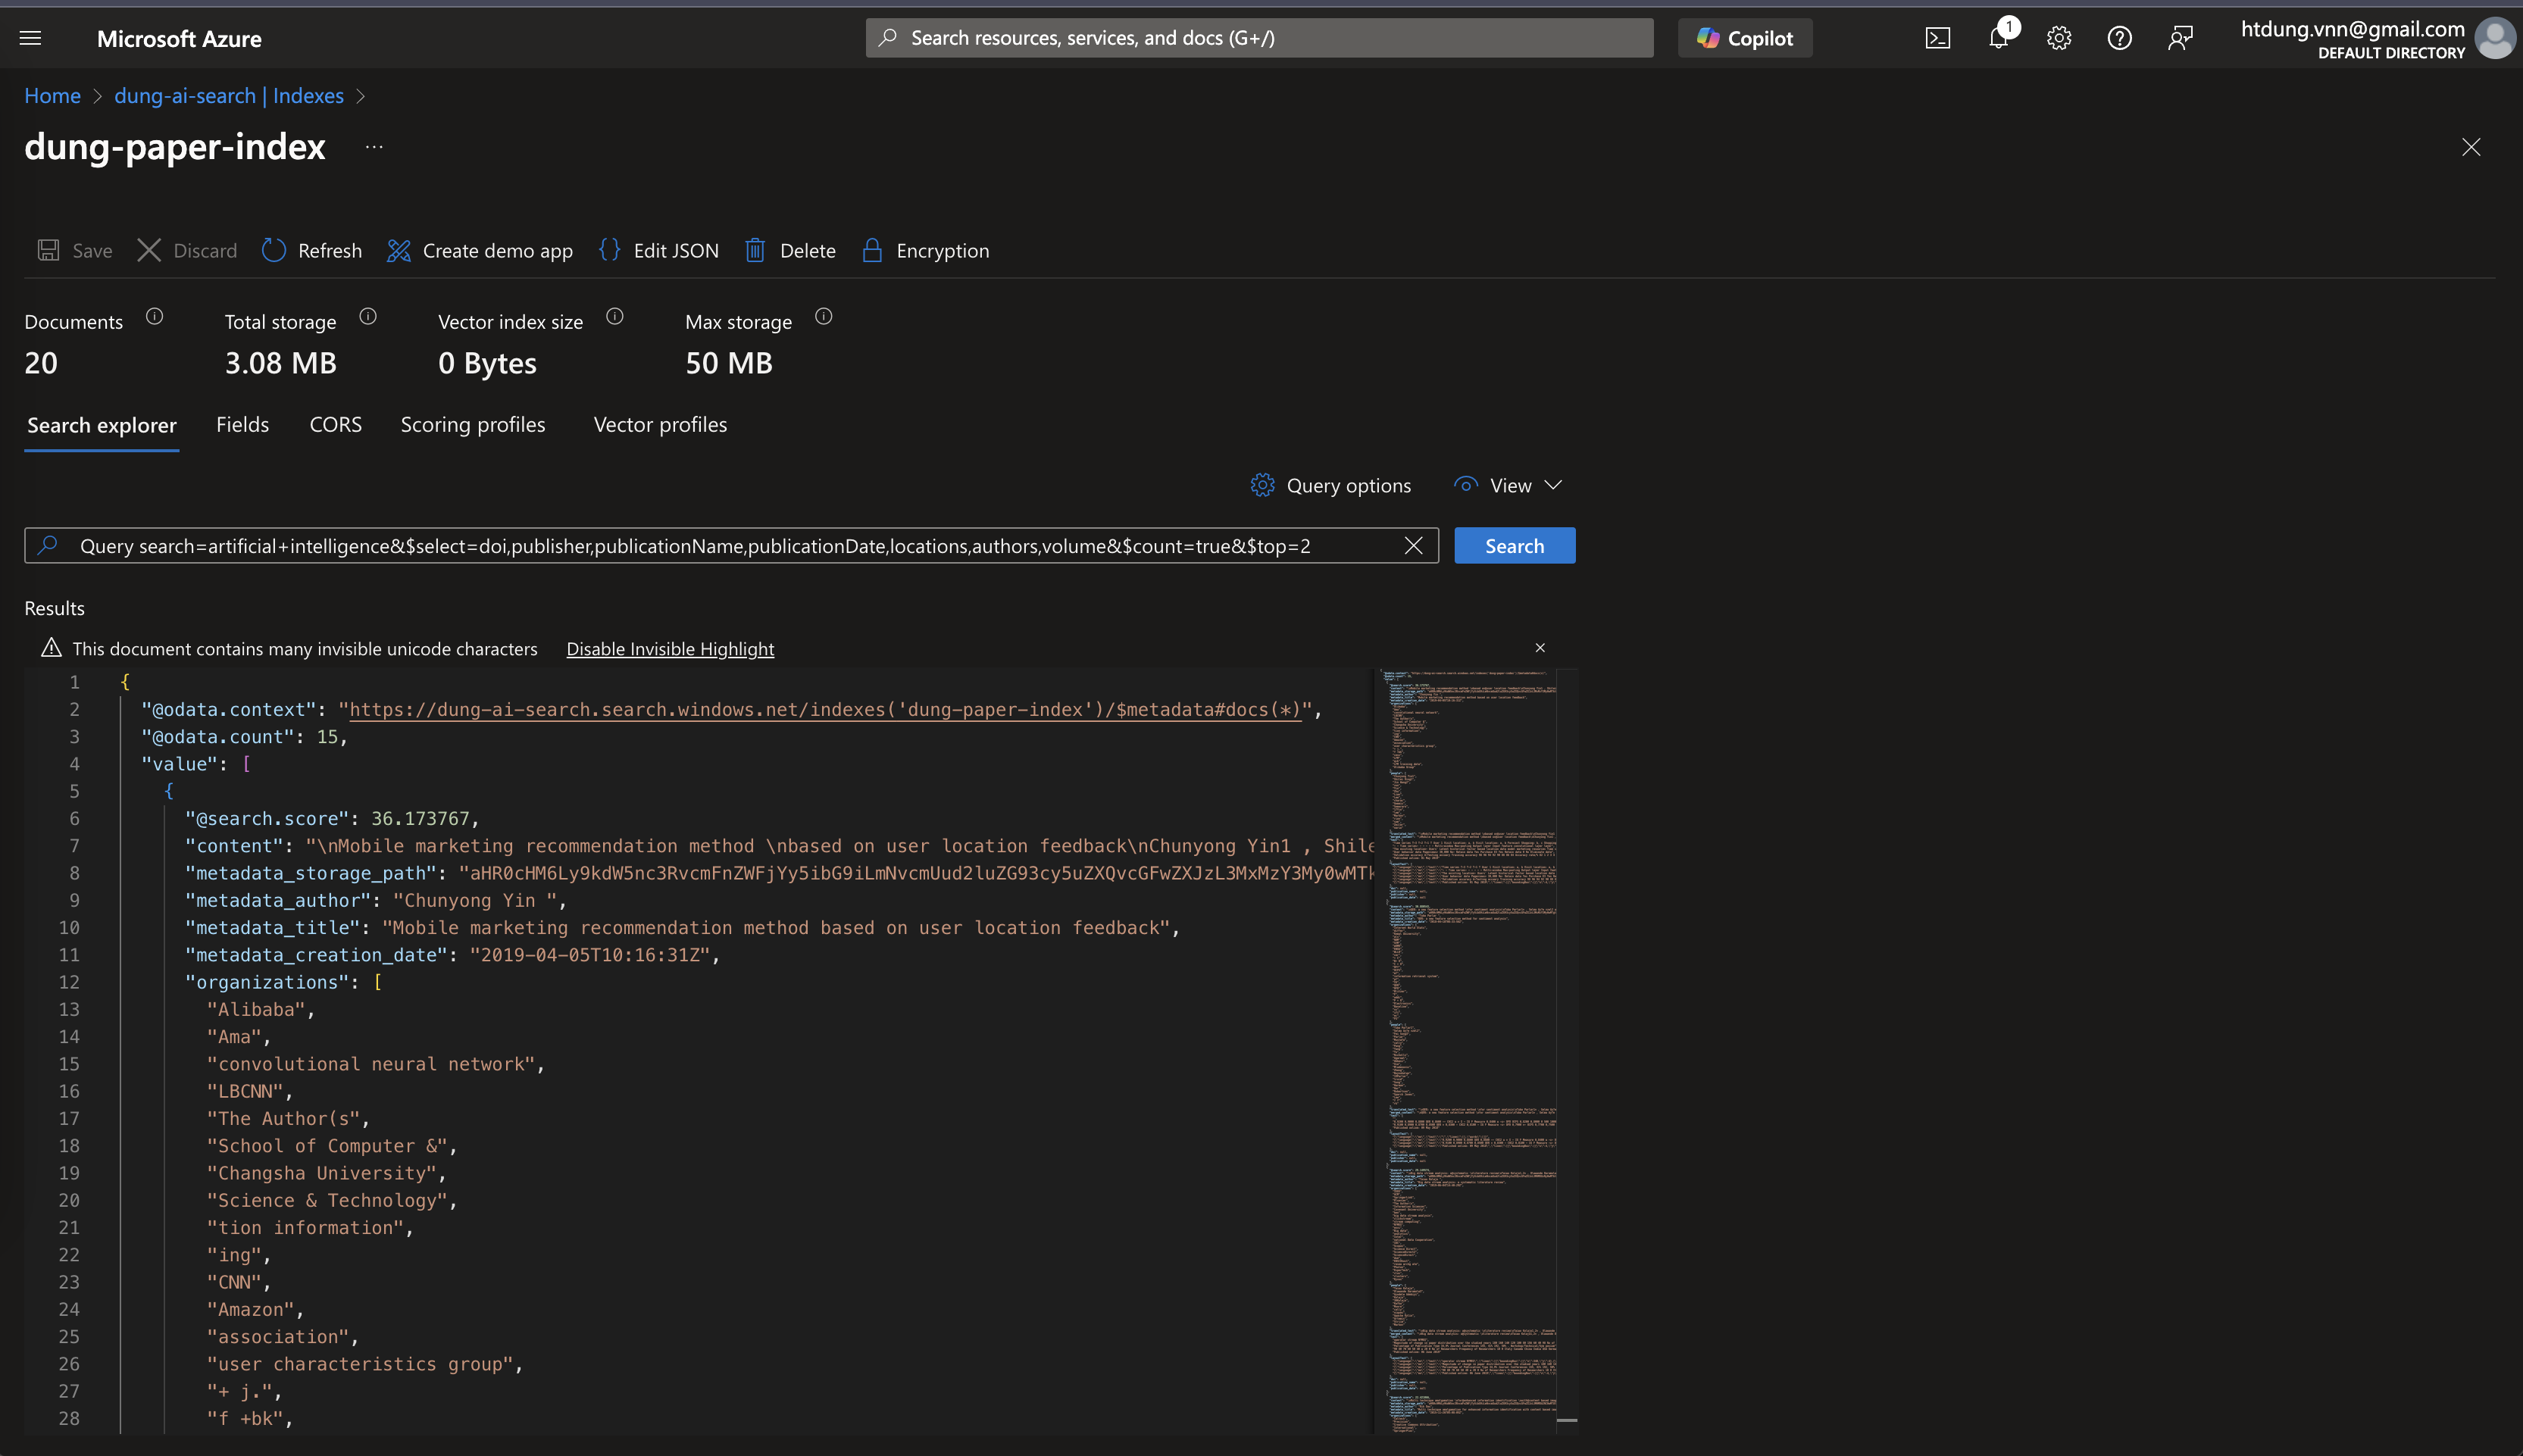 Microsoft Azure
Search resources, services, and docs (G+/)
Copilot
1
htdung.vnn@gmail.com
DEFAULT DIRECTORY
Home > dung-ai-search | Indexes >
dung-paper-index ...
Save Discard Refresh Create demo app Edit JSON Delete Encryption
Documents Total storage Vector index size Max storage
20 3.08 MB 0 Bytes 50 MB
Search explorer Fields CORS Scoring profiles Vector profiles
Query options View
Query search=artificial+intelligence&$select=doi,publisher,publicationName,publicationDate,locations,authors,volume&$count=true&$top=2
Search
Results
This document contains many invisible unicode characters Disable Invisible Highlight
1 {
2 "@odata.context": "https://dung-ai-search.search.windows.net/indexes('dung-paper-index')/$metadata#docs(*)",
3 "@odata.count": 15,
4 "value": [
5 {
6 "@search.score": 36.173767,
7 "content": "\nMobile marketing recommendation method \nbased on user location feedback\nChunyong Yin1 , Shile
8 "metadata_storage_path": "aHR0cHM6Ly9kdW5nc3RvcmFnZWFjYy5ibG9iLmNvcmUud2luZG93cy5uZXQvcGFwZXJzL3MxMzY3My0wMTk
9 "metadata_author": "Chunyong Yin ",
10 "metadata_title": "Mobile marketing recommendation method based on user location feedback",
11 "metadata_creation_date": "2019-04-05T10:16:31Z",
12 "organizations": [
13 "Alibaba",
14 "Ama",
15 "convolutional neural network",
16 "LBCNN",
17 "The Author(s",
18 "School of Computer &",
19 "Changsha University",
20 "Science & Technology",
21 "tion information",
22 "ing",
23 "CNN",
24 "Amazon",
25 "association",
26 "user characteristics group",
27 "+ j.",
28 "f +bk",